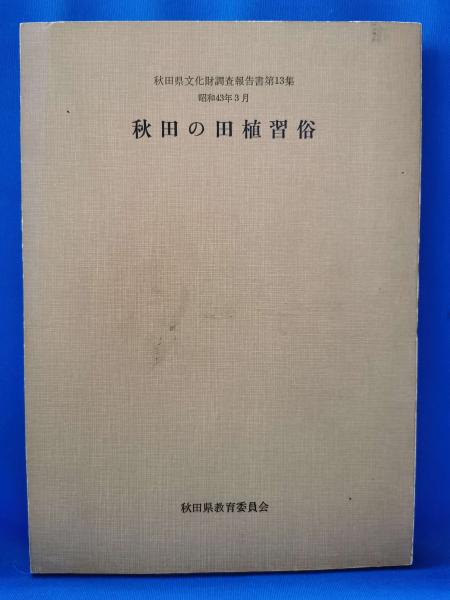 秋田県文化財調査報告書第13集
昭和43年3月
秋田の田植習俗
秋田県教育委員会